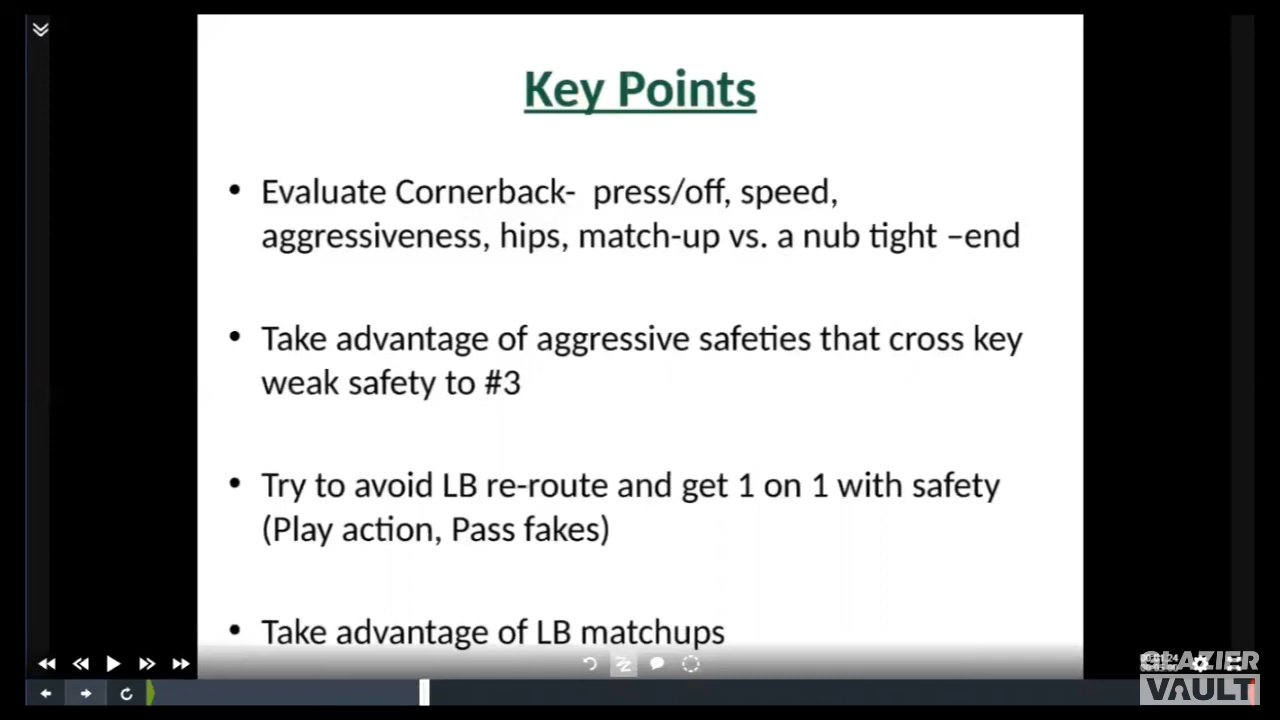 Key Points
• Evaluate Cornerback-  press/off, speed,
aggressiveness, hips, match-up vs. a nub tight –end
• Take advantage of aggressive safeties that cross key
weak safety to #3
• Try to avoid LB re-route and get 1 on 1 with safety
(Play action, Pass fakes)
• Take advantage of LB matchups
GLAZIER
VAULT